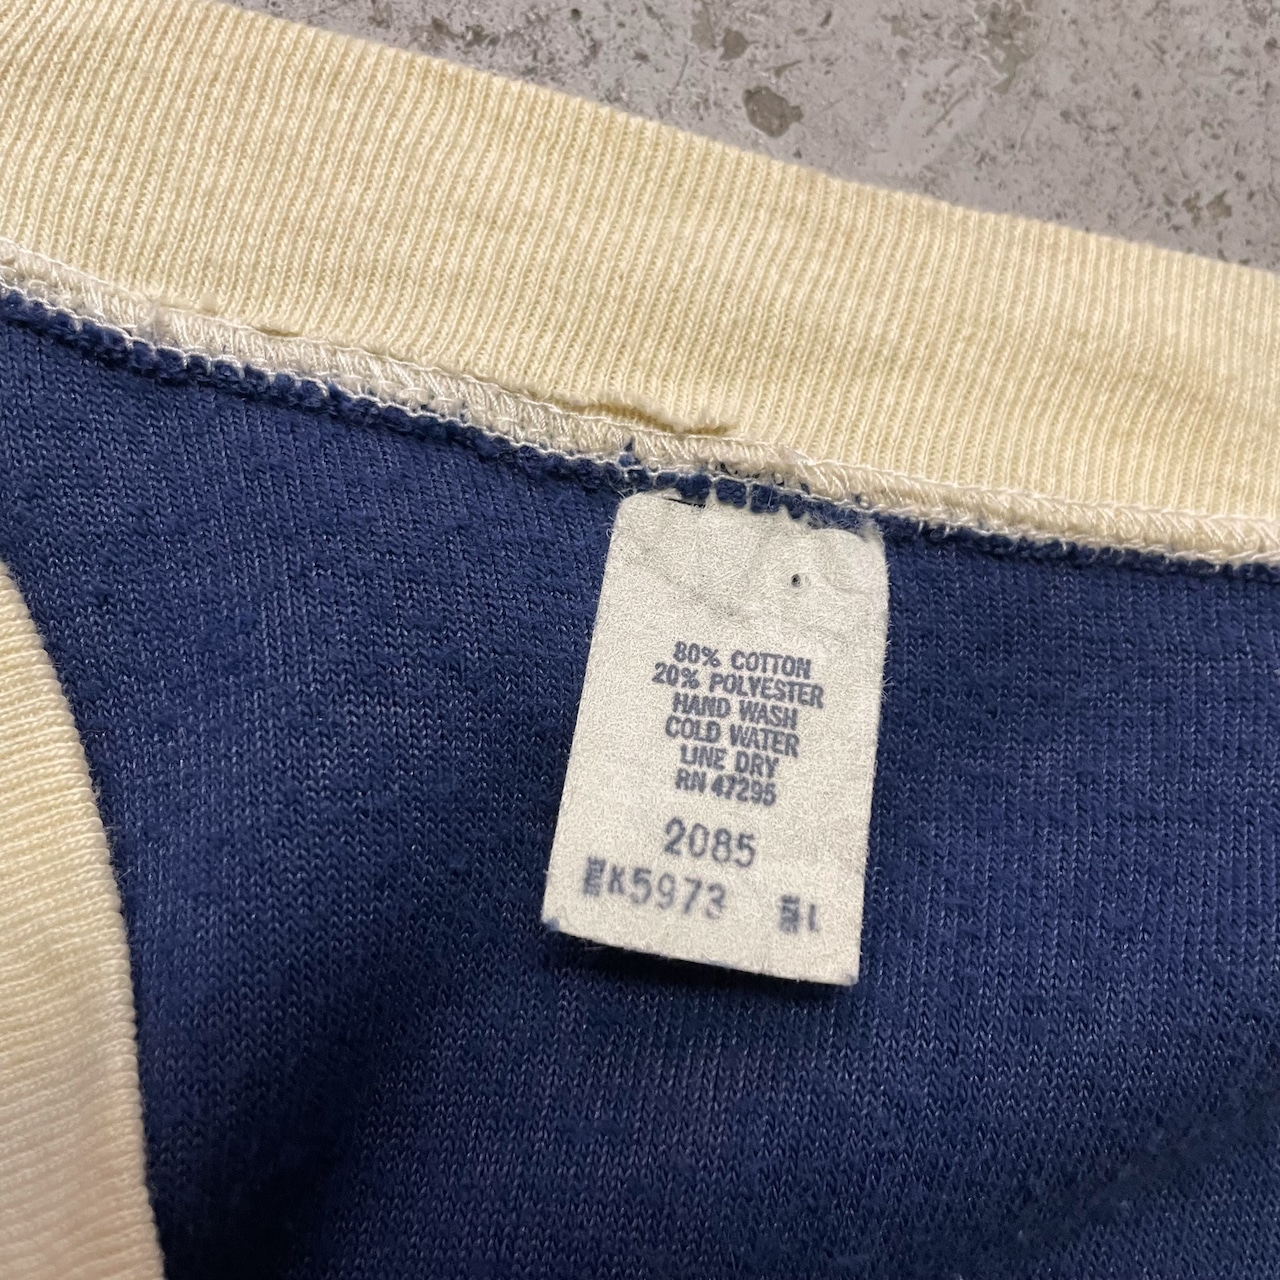 80% COTTON
20% POLYESTER
HAND WASH
COLD WATER
LINE DRY
RN 47295
2085
K5973 L